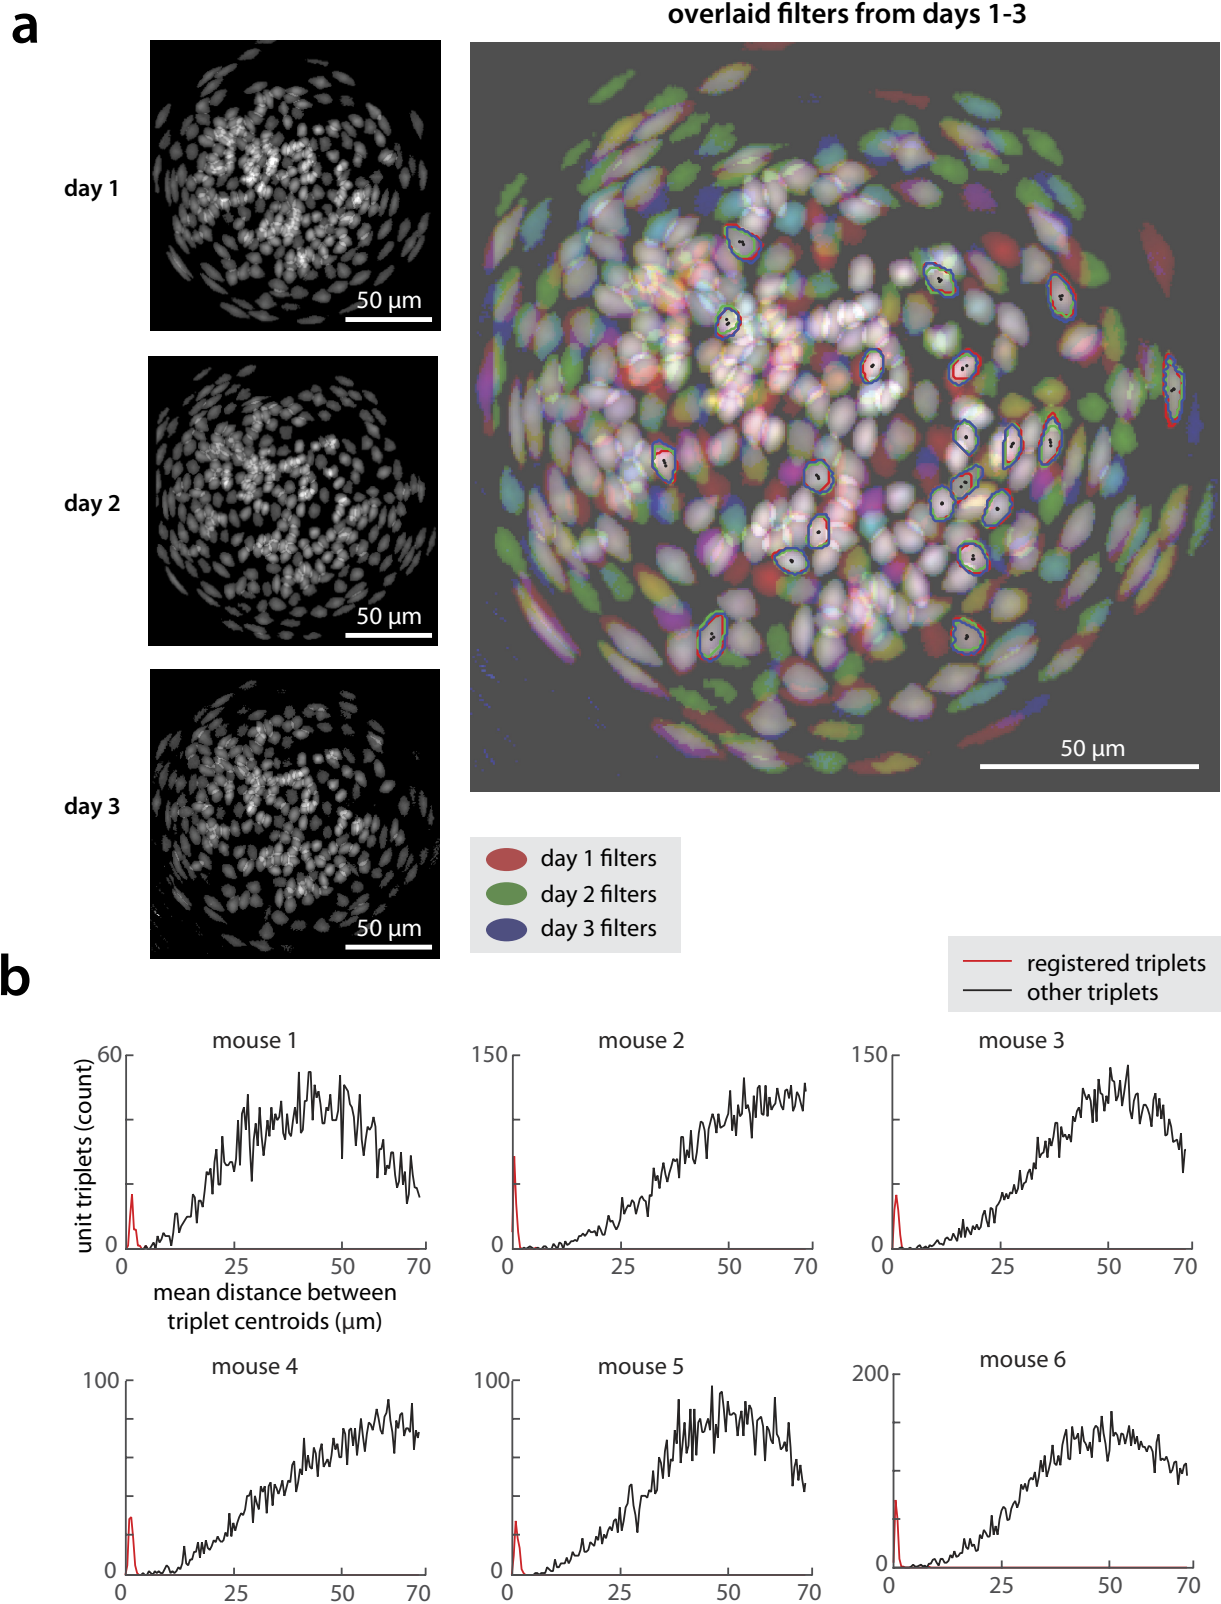 a
overlaid filters from days 1-3
day 1
50 µm
day 2
50 µm
day 3
50 µm
50 µm
day 1 filters
day 2 filters
day 3 filters
b
registered triplets
other triplets
mouse 1
60
0
unit triplets (count)
0 25 50 70
mean distance between
triplet centroids (µm)
mouse 2
150
0
0 25 50 70
mouse 3
150
0
0 25 50 70
mouse 4
100
0
0 25 50 70
mouse 5
100
0
0 25 50 70
mouse 6
200
0
0 25 50 70